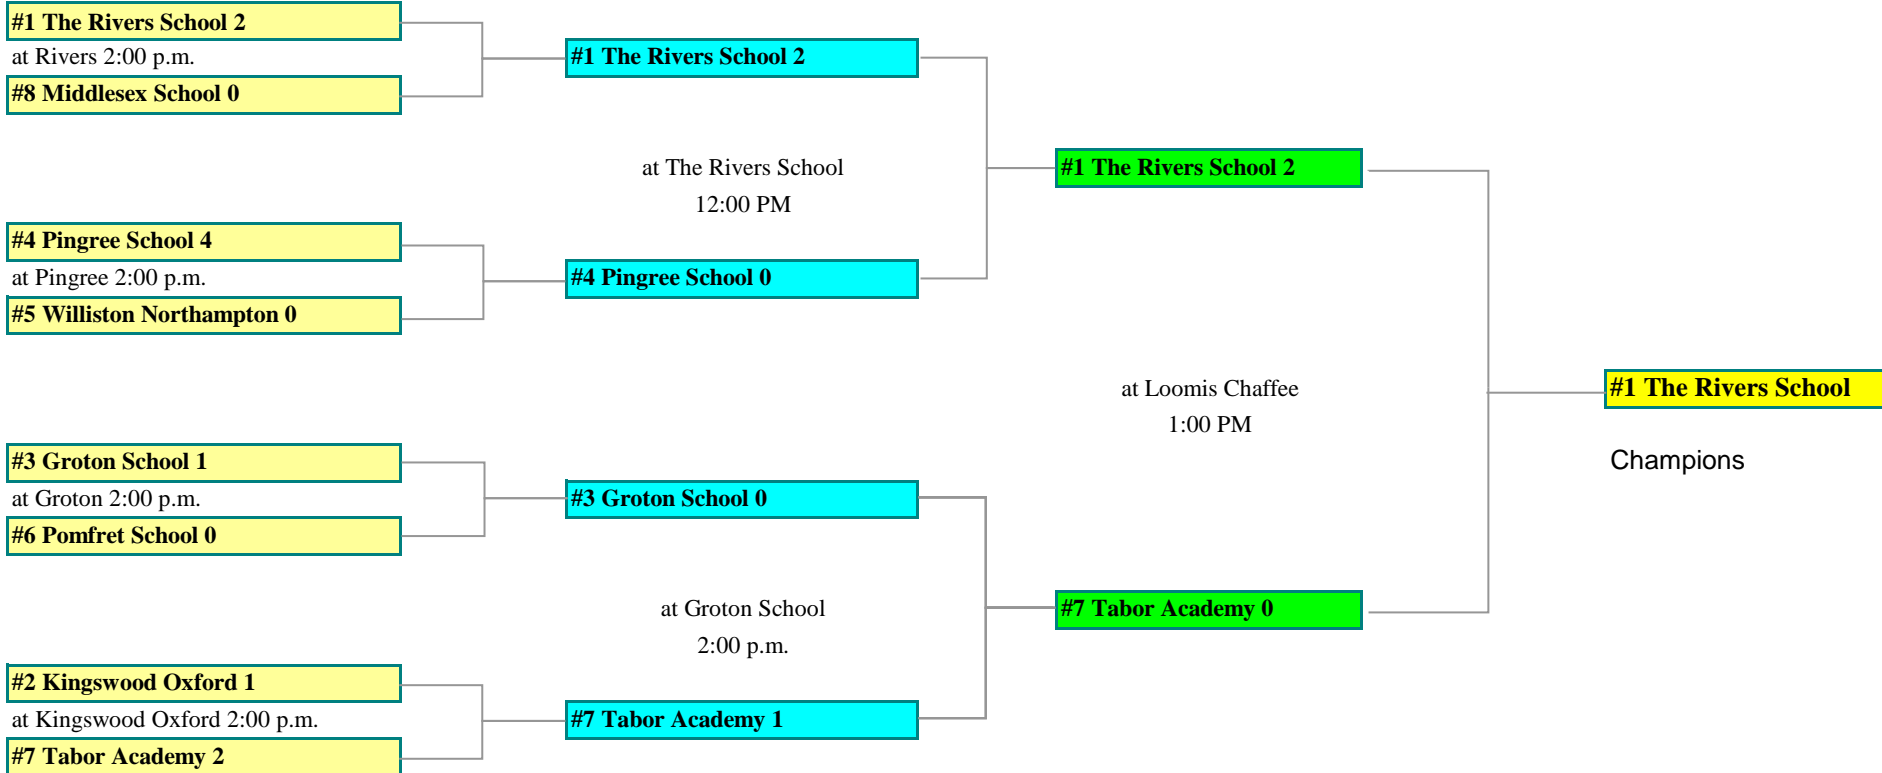 #1 The Rivers School 2
at Rivers 2:00 p.m.
#8 Middlesex School 0
#4 Pingree School 4
at Pingree 2:00 p.m.
#5 Williston Northampton 0
#3 Groton School 1
at Groton 2:00 p.m.
#6 Pomfret School 0
#2 Kingswood Oxford 1
at Kingswood Oxford 2:00 p.m.
#7 Tabor Academy 2
#1 The Rivers School 2
at The Rivers School
12:00 PM
#4 Pingree School 0
#3 Groton School 0
at Groton School
2:00 p.m.
#7 Tabor Academy 1
#1 The Rivers School 2
at Loomis Chaffee
1:00 PM
#7 Tabor Academy 0
#1 The Rivers School
Champions